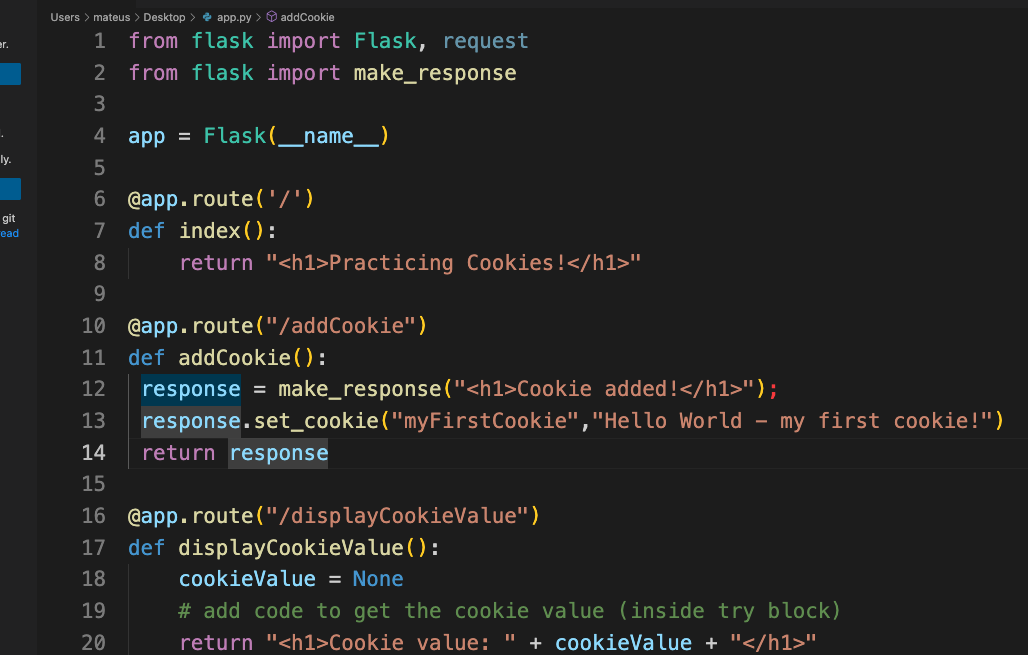 Users > mateus > Desktop > app.py > addCookie
er.
1 from flask import Flask, request
2 from flask import make_response
3
4 app = Flask(__name__)
.
ly.
5
6 @app.route('/')
git
7 def index():
ead
8 return "<h1>Practicing Cookies!</h1>"
9
10 @app.route("/addCookie")
11 def addCookie():
12 response = make_response("<h1>Cookie added!</h1>");
13 response.set_cookie("myFirstCookie","Hello World – my first cookie!")
14 return response
15
16 @app.route("/displayCookieValue")
17 def displayCookieValue():
18 cookieValue = None
19 # add code to get the cookie value (inside try block)
20 return "<h1>Cookie value: " + cookieValue + "</h1>"